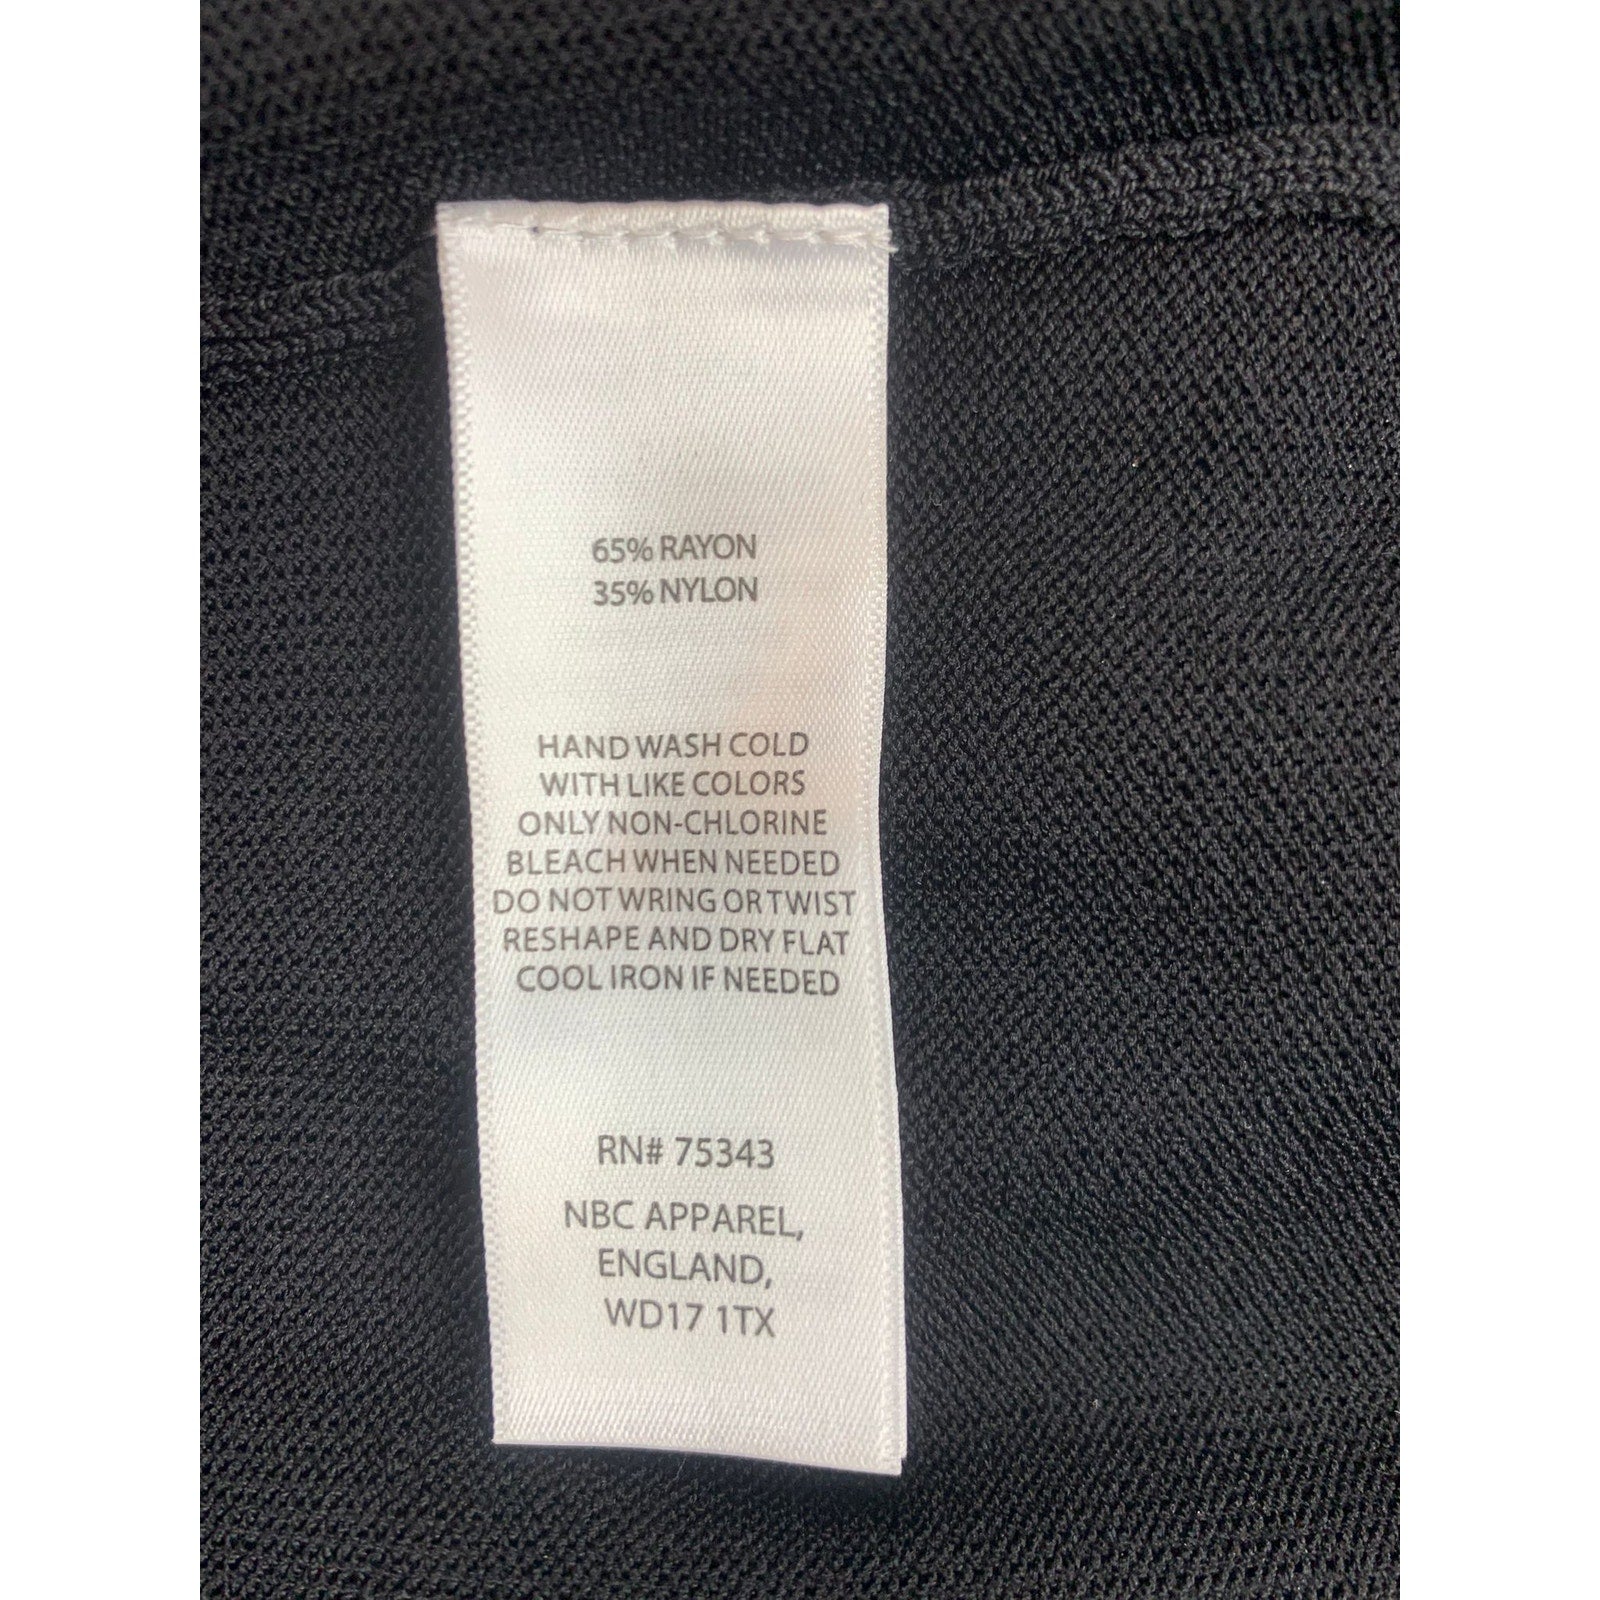 65% RAYON
35% NYLON
HAND WASH COLD
WITH LIKE COLORS
ONLY NON-CHLORINE
BLEACH WHEN NEEDED
DO NOT WRING OR TWIST
RESHAPE AND DRY FLAT
COOL IRON IF NEEDED
RN# 75343
NBC APPAREL,
ENGLAND,
WD17 1TX